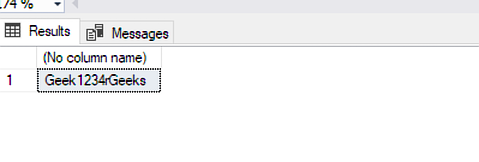 74 %
Results Messages
(No column name)
1 Geek1234rGeeks